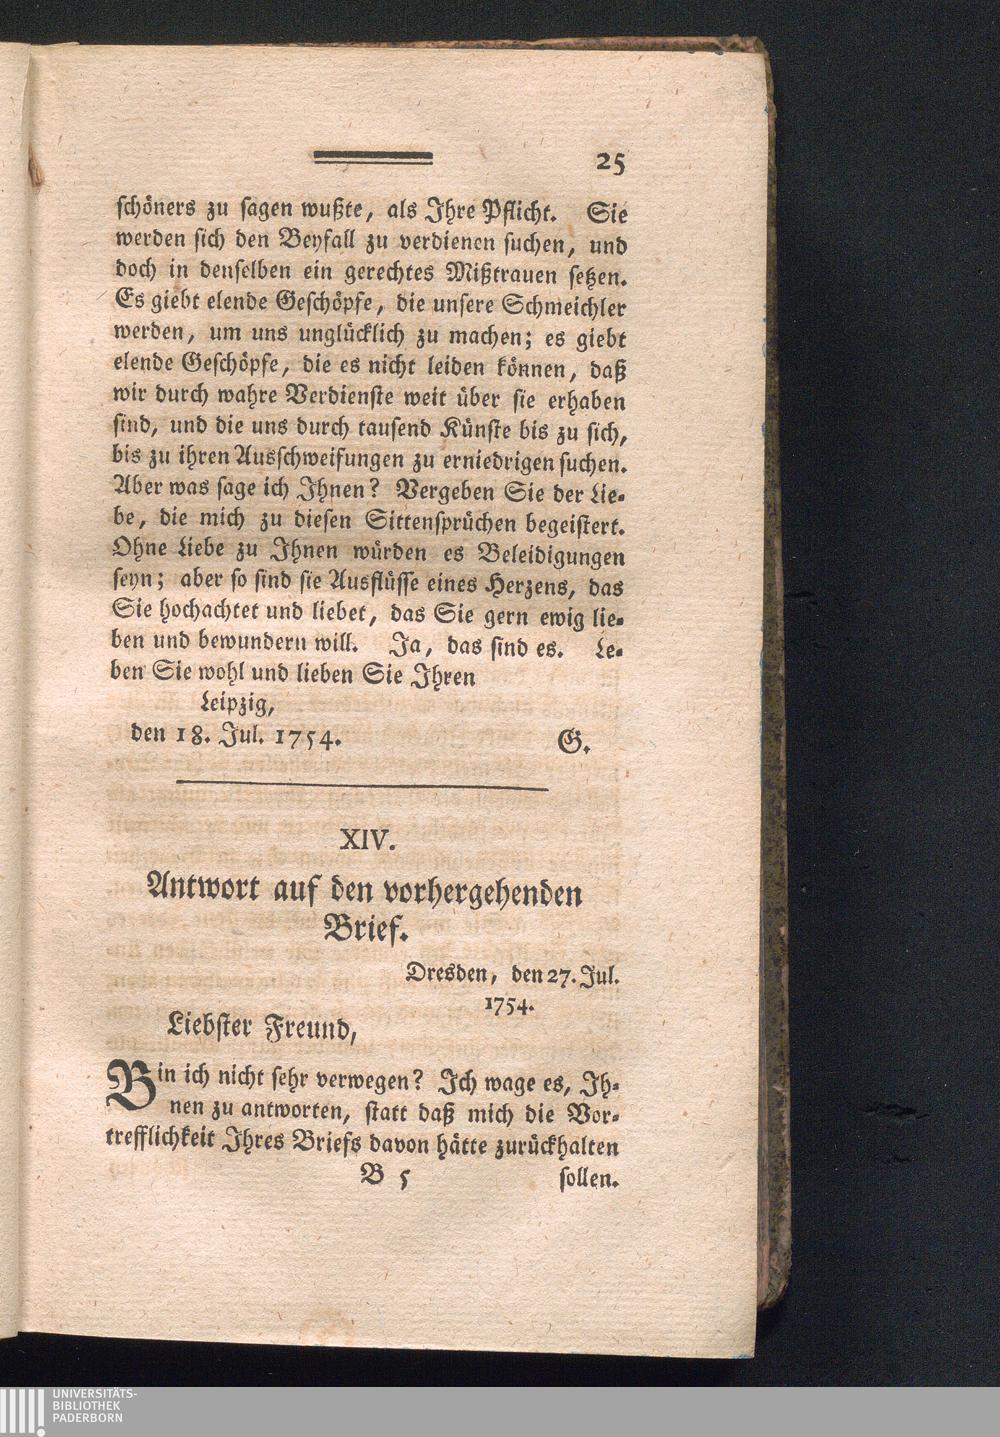 25
schöners zu sagen wußte, als Ihre Pflicht. Sie
werden sich den Beyfall zu verdienen suchen, und
doch in denselben ein gerechtes Mißtrauen setzen.
Es giebt elende Geschöpfe, die unsere Schmeichler
werden, um uns unglücklich zu machen; es giebt
elende Geschöpfe, die es nicht leiden können, daß
wir durch wahre Verdienste weit über sie erhaben
sind, und die uns durch tausend Künste bis zu sich,
bis zu ihren Ausschweifungen zu erniedrigen suchen.
Aber was sage ich Ihnen? Vergeben Sie der Lie-
be, die mich zu diesen Sittensprüchen begeistert.
Ohne Liebe zu Ihnen würden es Beleidigungen
seyn; aber so sind sie Ausflüsse eines Herzens, das
Sie hochachtet und liebet, das Sie gern ewig lie-
ben und bewundern will. Ja, das sind es. Le-
ben Sie wohl und lieben Sie Ihren
Leipzig,
den 18. Jul. 1754. G.
XIV.
Antwort auf den vorhergehenden
Brief.
Dresden, den 27. Jul.
1754.
Liebster Freund,
Bin ich nicht sehr verwegen? Ich wage es, Ih-
nen zu antworten, statt daß mich die Vor-
trefflichkeit Ihres Briefs davon hätte zurückhalten
B 5 sollen.
UNIVERSITÄTS-
BIBLIOTHEK
PADERBORN